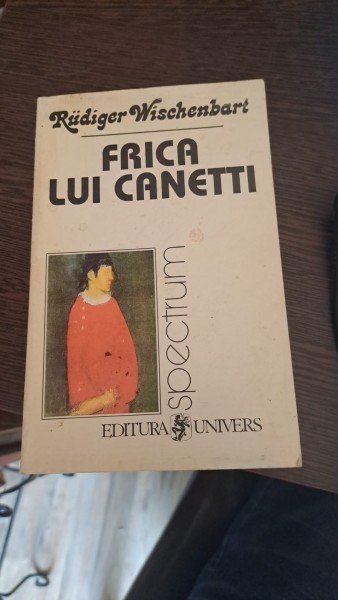 Rüdiger Wischenbart
FRICA
LUI CANETTI
spectrum
EDITURA UNIVERS